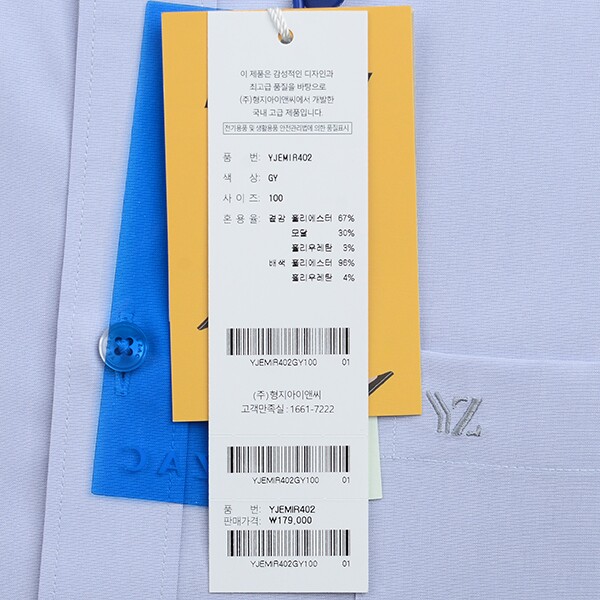 이 제품은 감성적인 디자인과
최고급 품질을 바탕으로
(주)형지아이앤씨에서 개발한
국내 고급 제품입니다.
전기용품 및 생활용품 안전관리법에 의한 품질표시
품 번: YJEMIR402
색 상: GY
사 이 즈: 100
혼 용 율: 겉감 폴리에스터 67%
모달 30%
폴리우레탄 3%
배색 폴리에스터 96%
폴리우레탄 4%
YJEMIR402GY100 01
(주)형지아이앤씨
고객만족실 : 1661-7222
YJEMIR402GY100 01
품 번: YJEMIR402
판매가격: ₩179,000
YJEMIR402GY100 01
YZ